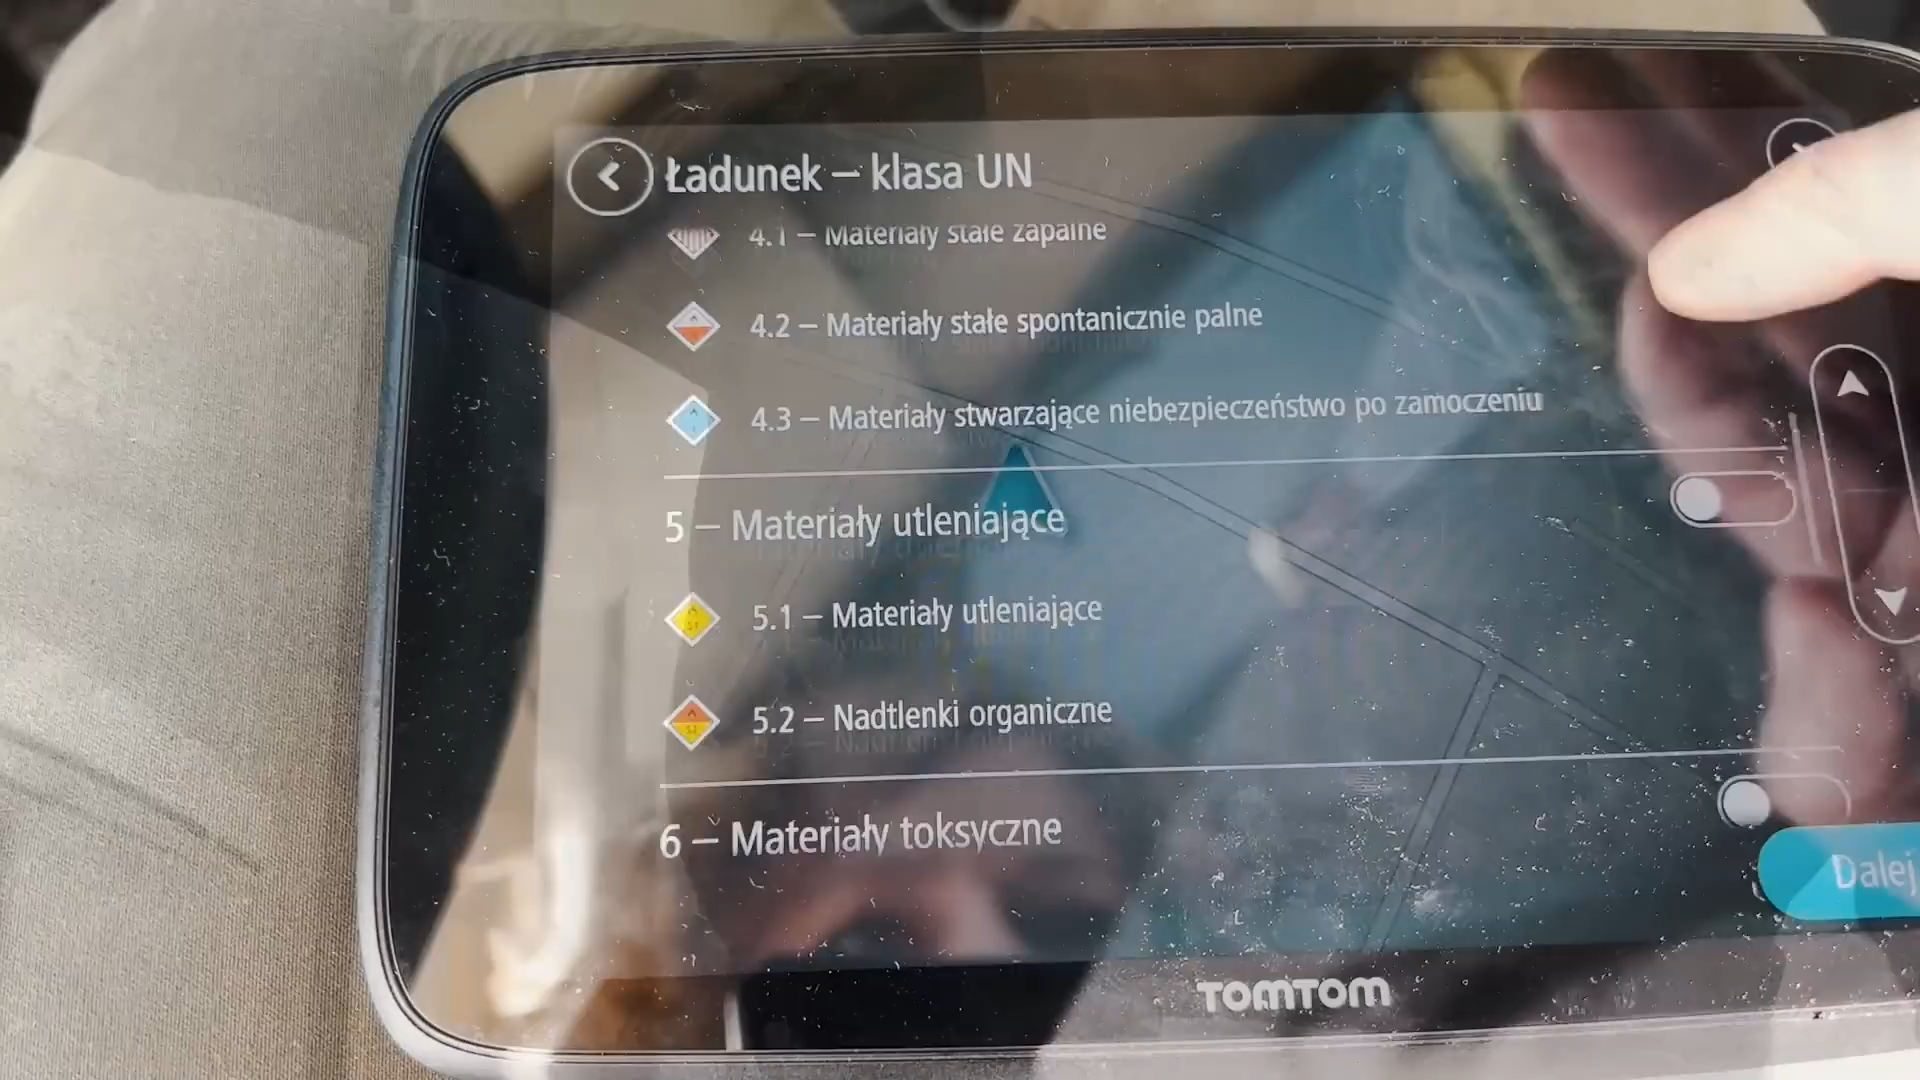 Ładunek – klasa UN
4.1 – Materiały stałe zapalne
4.2 – Materiały stałe spontanicznie palne
4.3 – Materiały stwarzające niebezpieczeństwo po zamoczeniu
5 – Materiały utleniające
5.1 – Materiały utleniające
5.2 – Nadtlenki organiczne
6 – Materiały toksyczne
Dalej
TOMTOM